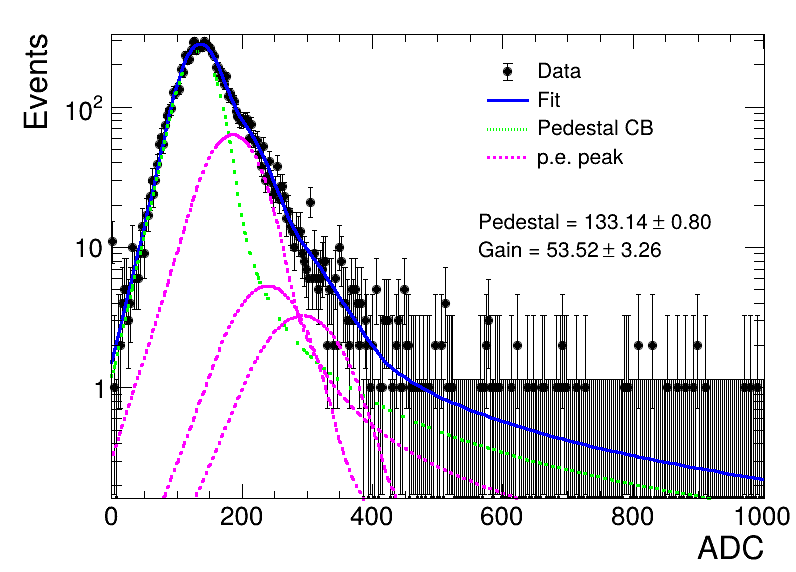 Events
10²
10
1
Data
Fit
Pedestal CB
p.e. peak
Pedestal = 133.14 ± 0.80
Gain = 53.52 ± 3.26
0 200 400 600 800 1000
ADC